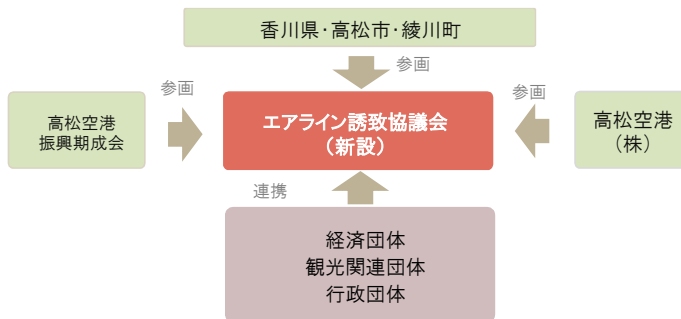 香川県・高松市・綾川町
参画
参画
参画
高松空港
振興期成会
エアライン誘致協議会
（新設）
高松空港
（株）
連携
経済団体
観光関連団体
行政団体